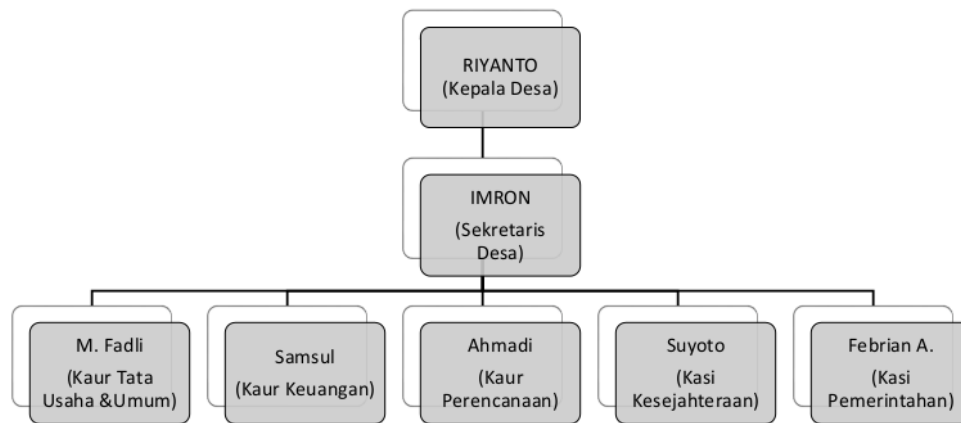 RIYANTO
(Kepala Desa)
IMRON
(Sekretaris
Desa)
M. Fadli
(Kaur Tata
Usaha &Umum)
Samsul
(Kaur Keuangan)
Ahmadi
(Kaur
Perencanaan)
Suyoto
(Kasi
Kesejahteraan)
Febrian A.
(Kasi
Pemerintahan)